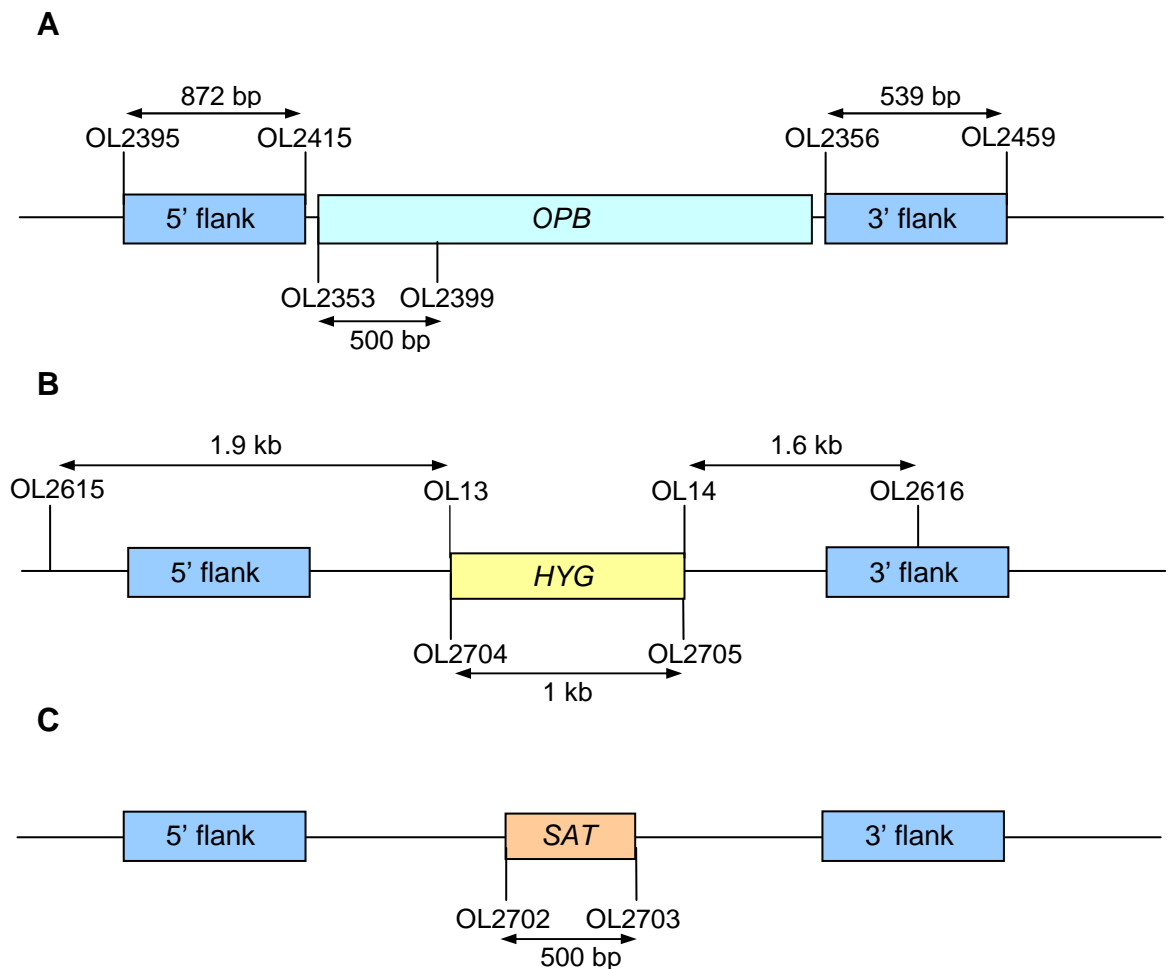 A
872 bp 539 bp
OL2395 OL2415 OL2356 OL2459
5’ flank OPB 3’ flank
OL2353 OL2399
500 bp
B
1.9 kb 1.6 kb
OL2615 OL13 OL14 OL2616
5’ flank HYG 3’ flank
OL2704 OL2705
1 kb
C
5’ flank SAT 3’ flank
OL2702 OL2703
500 bp